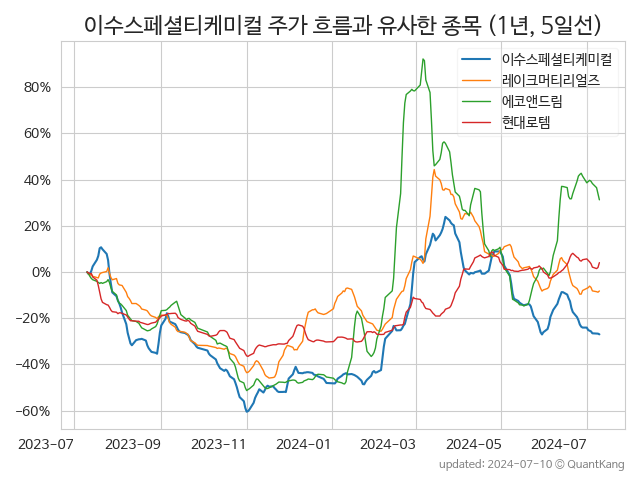 이수스페셜티케미컬 주가 흐름과 유사한 종목 (1년, 5일선)
이수스페셜티케미컬
레이크머티리얼즈
에코앤드림
현대로템
80%
60%
40%
20%
0%
−20%
−40%
−60%
2023-07 2023-09 2023-11 2024-01 2024-03 2024-05 2024-07
updated: 2024-07-10 © QuantKang